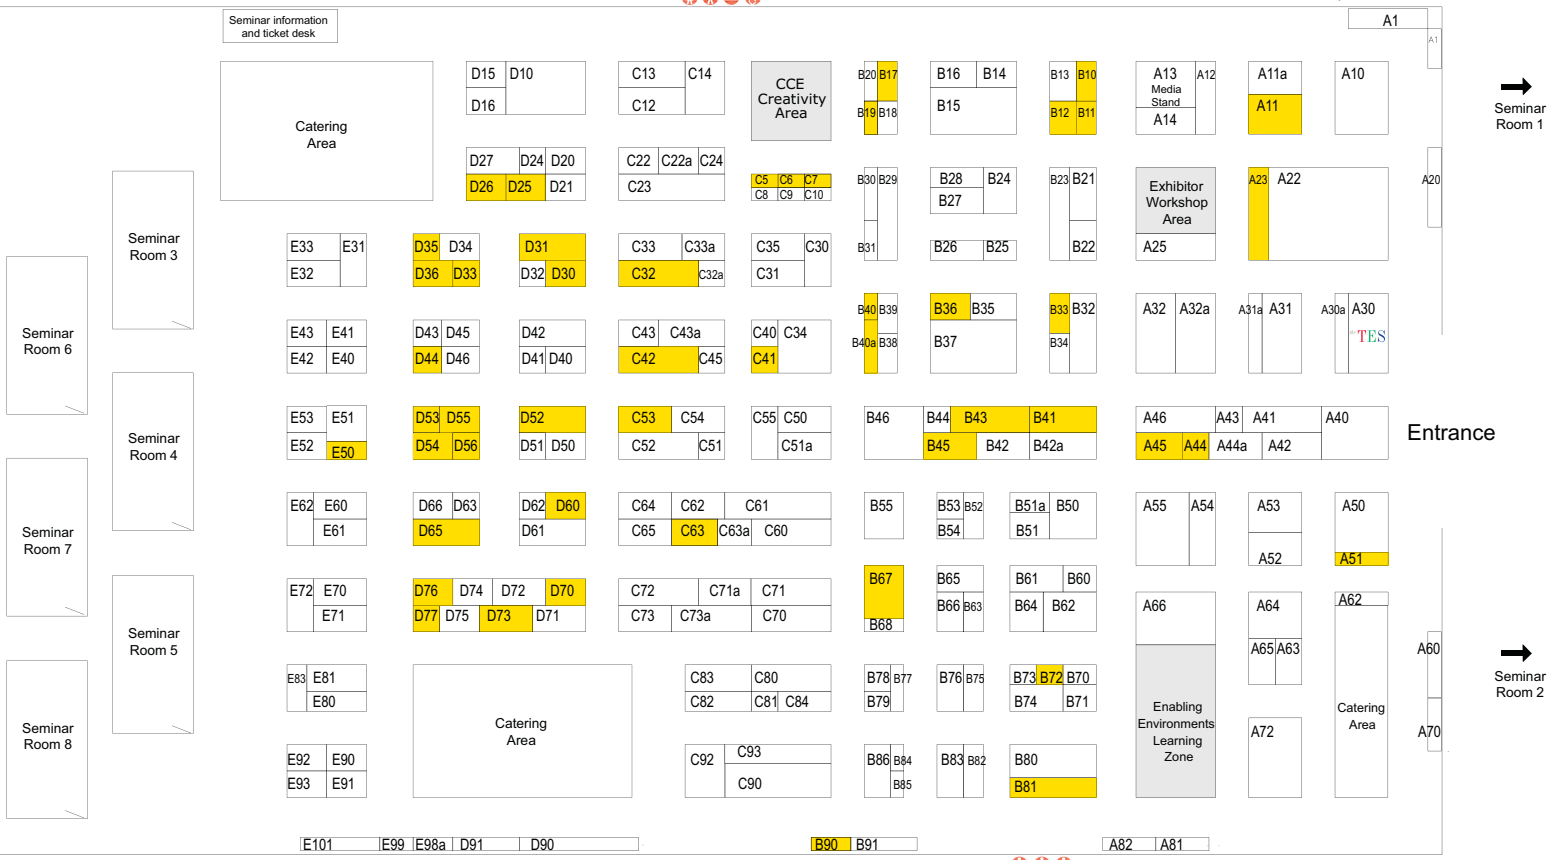 A1
A1
Seminar information
and ticket desk
D15 D10
D16
C13 C14
C12
CCE
Creativity
Area
B20 B17
B19 B18
B16 B14
B15
B13 B10
B12 B11
A13 A12
Media
Stand
A14
A11a
A11
A10
Seminar
Room 1
Catering
Area
D27 D24 D20
D26 D25 D21
C22 C22a C24
C23
C5 C6 C7
C8 C9 C10
B30 B29
B31
B28 B24
B27
B26 B25
B23 B21
B22
Exhibitor
Workshop
Area
A25
A23 A22
A20
Seminar
Room 3
E33 E31
E32
D35 D34
D36 D33
D31
D32 D30
C33 C33a
C32 C32a
C35 C30
C31
Seminar
Room 6
E43 E41
E42 E40
D43 D45
D44 D46
D42
D41 D40
C43 C43a
C42 C45
C40 C34
C41
B40 B39
B40a B38
B36 B35
B37
B33 B32
B34
A32 A32a
A31a A31
A30a A30
TES
Seminar
Room 4
E53 E51
E52 E50
D53 D55
D54 D56
D52
D51 D50
C53 C54
C52 C51
C55 C50
C51a
B46 B44 B43 B41
B45 B42 B42a
A46 A43 A41 A40
A45 A44 A44a A42
Entrance
Seminar
Room 7
E62 E60
E61
D66 D63
D65
D62 D60
D61
C64 C62 C61
C65 C63 C63a C60
B55
B53 B52
B54
B51a B50
B51
A55 A54
A53
A52
A50
A51
Seminar
Room 5
E72 E70
E71
D76 D74 D72 D70
D77 D75 D73 D71
C72 C71a C71
C73 C73a C70
B67
B68
B65
B66 B63
B61 B60
B64 B62
A66
A64
A65 A63
A62
A60
Seminar
Room 2
Seminar
Room 8
E83 E81
E80
Catering
Area
C83 C80
C82 C81 C84
B78 B77
B79
B76 B75
B73 B72 B70
B74 B71
Enabling
Environments
Learning
Zone
A72
Catering
Area
A70
E92 E90
E93 E91
C92 C93
C90
B86 B84
B85
B83 B82
B80
B81
E101 E99 E98a D91 D90
B90 B91
A82 A81